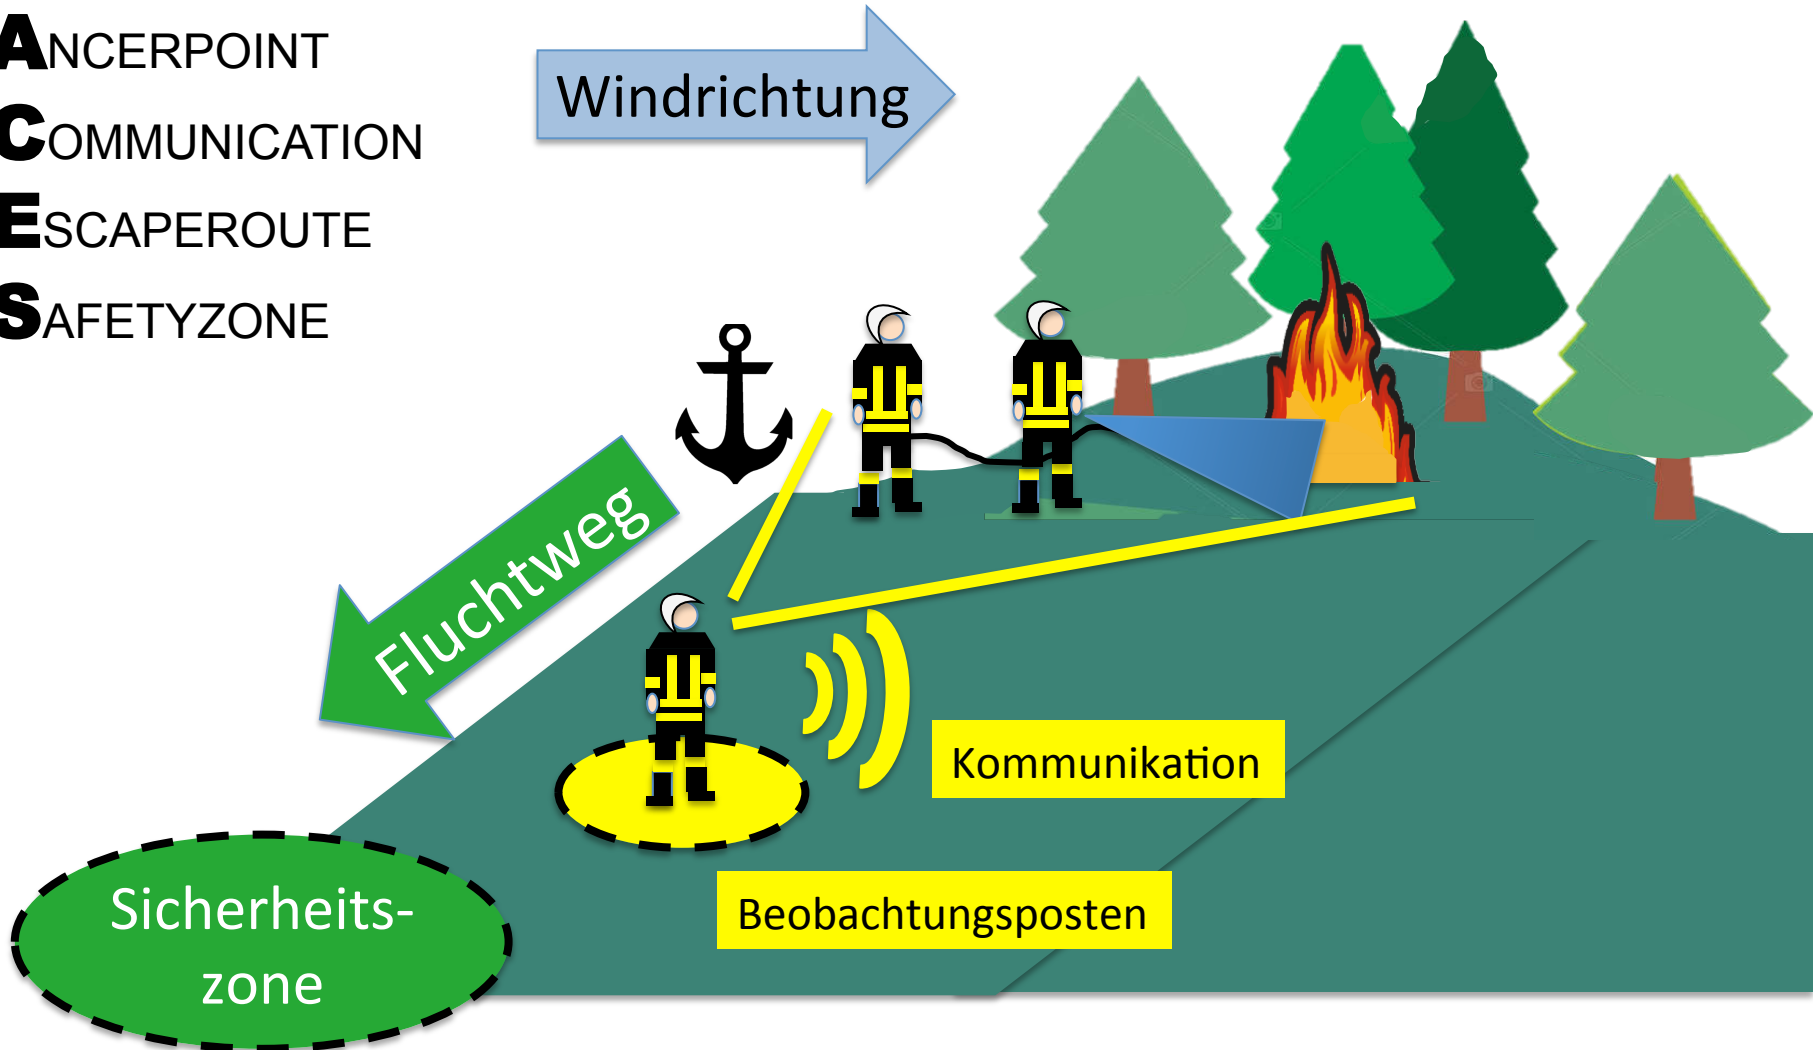 ANCERPOINT
COMMUNICATION
ESCAPEROUTE
SAFETYZONE
Windrichtung
Fluchtweg
Kommunikation
Beobachtungsposten
Sicherheits-
zone